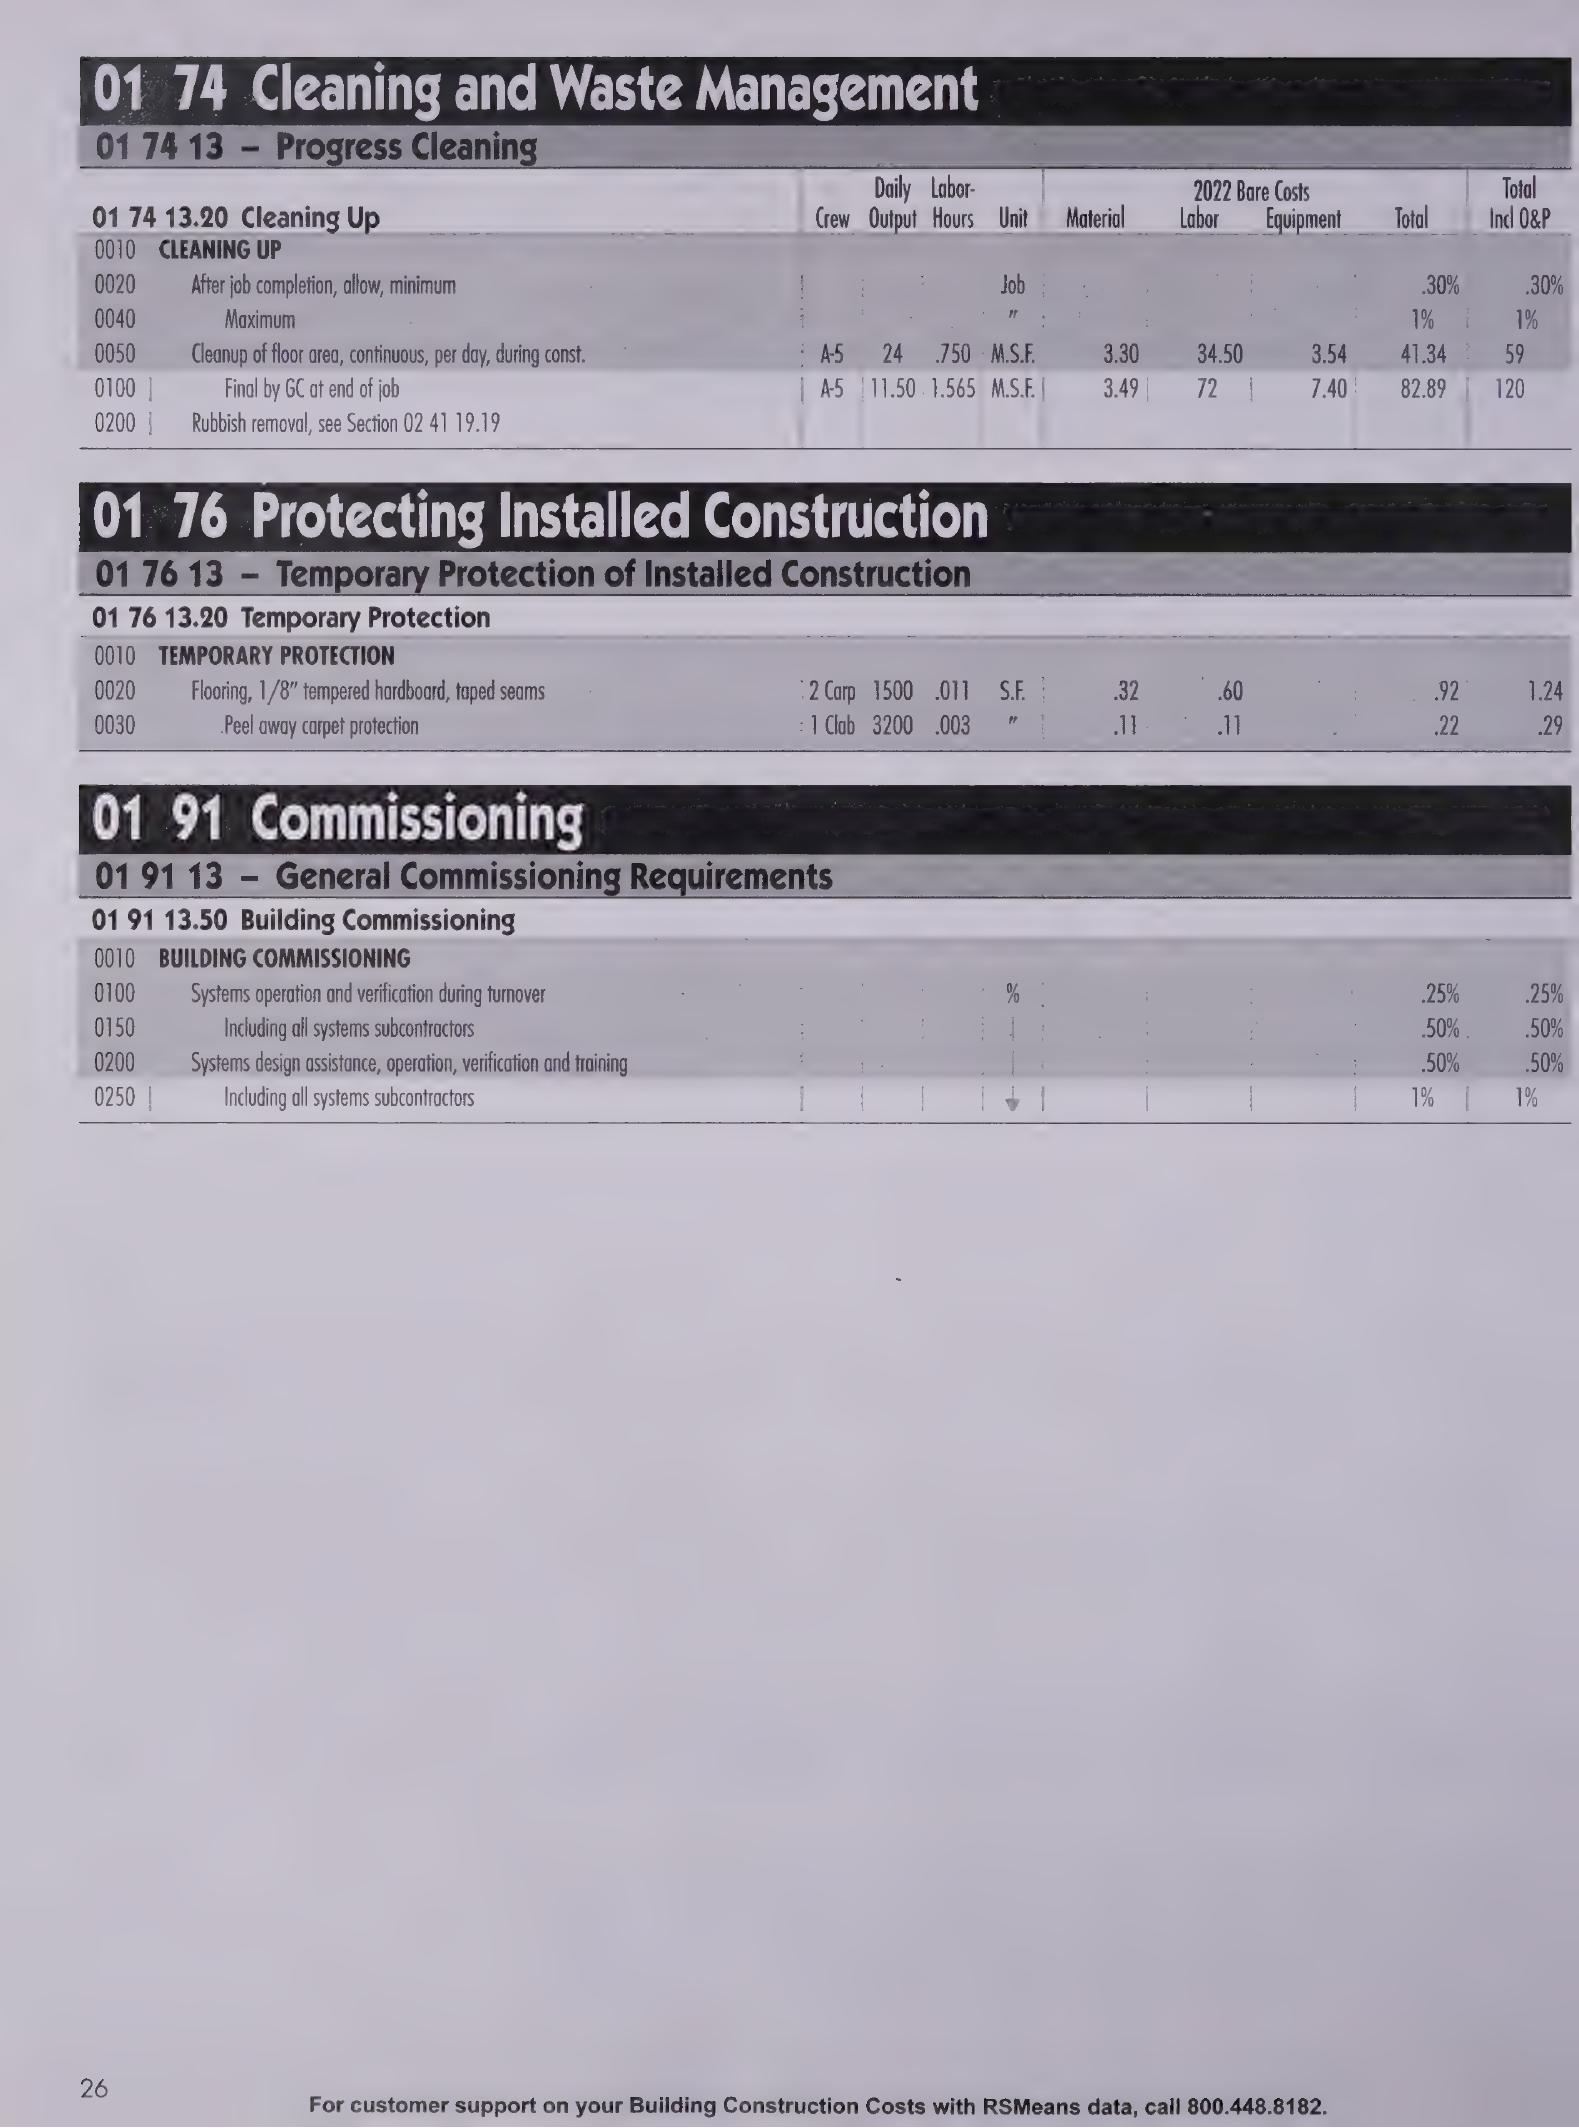 01 74 Cleaning and Waste Management
01 74 13 – Progress Cleaning
01 74 13.20 Cleaning Up Crew Daily Output Labor-Hours Unit Material 2022 Bare Costs Labor Equipment Total Total Incl O&P
0010 CLEANING UP
0020 After job completion, allow, minimum Job .30% .30%
0040 Maximum " 1% 1%
0050 Cleanup of floor area, continuous, per day, during const. A-5 24 .750 M.S.F. 3.30 34.50 3.54 41.34 59
0100 Final by GC at end of job A-5 11.50 1.565 M.S.F. 3.49 72 7.40 82.89 120
0200 Rubbish removal, see Section 02 41 19.19
01 76 Protecting Installed Construction
01 76 13 – Temporary Protection of Installed Construction
01 76 13.20 Temporary Protection
0010 TEMPORARY PROTECTION
0020 Flooring, 1/8" tempered hardboard, taped seams 2 Carp 1500 .011 S.F. .32 .60 .92 1.24
0030 Peel away carpet protection 1 Clab 3200 .003 " .11 .11 .22 .29
01 91 Commissioning
01 91 13 – General Commissioning Requirements
01 91 13.50 Building Commissioning
0010 BUILDING COMMISSIONING
0100 Systems operation and verification during turnover % .25% .25%
0150 Including all systems subcontractors .50% .50%
0200 Systems design assistance, operation, verification and training .50% .50%
0250 Including all systems subcontractors 1% 1%
26
For customer support on your Building Construction Costs with RSMeans data, call 800.448.8182.